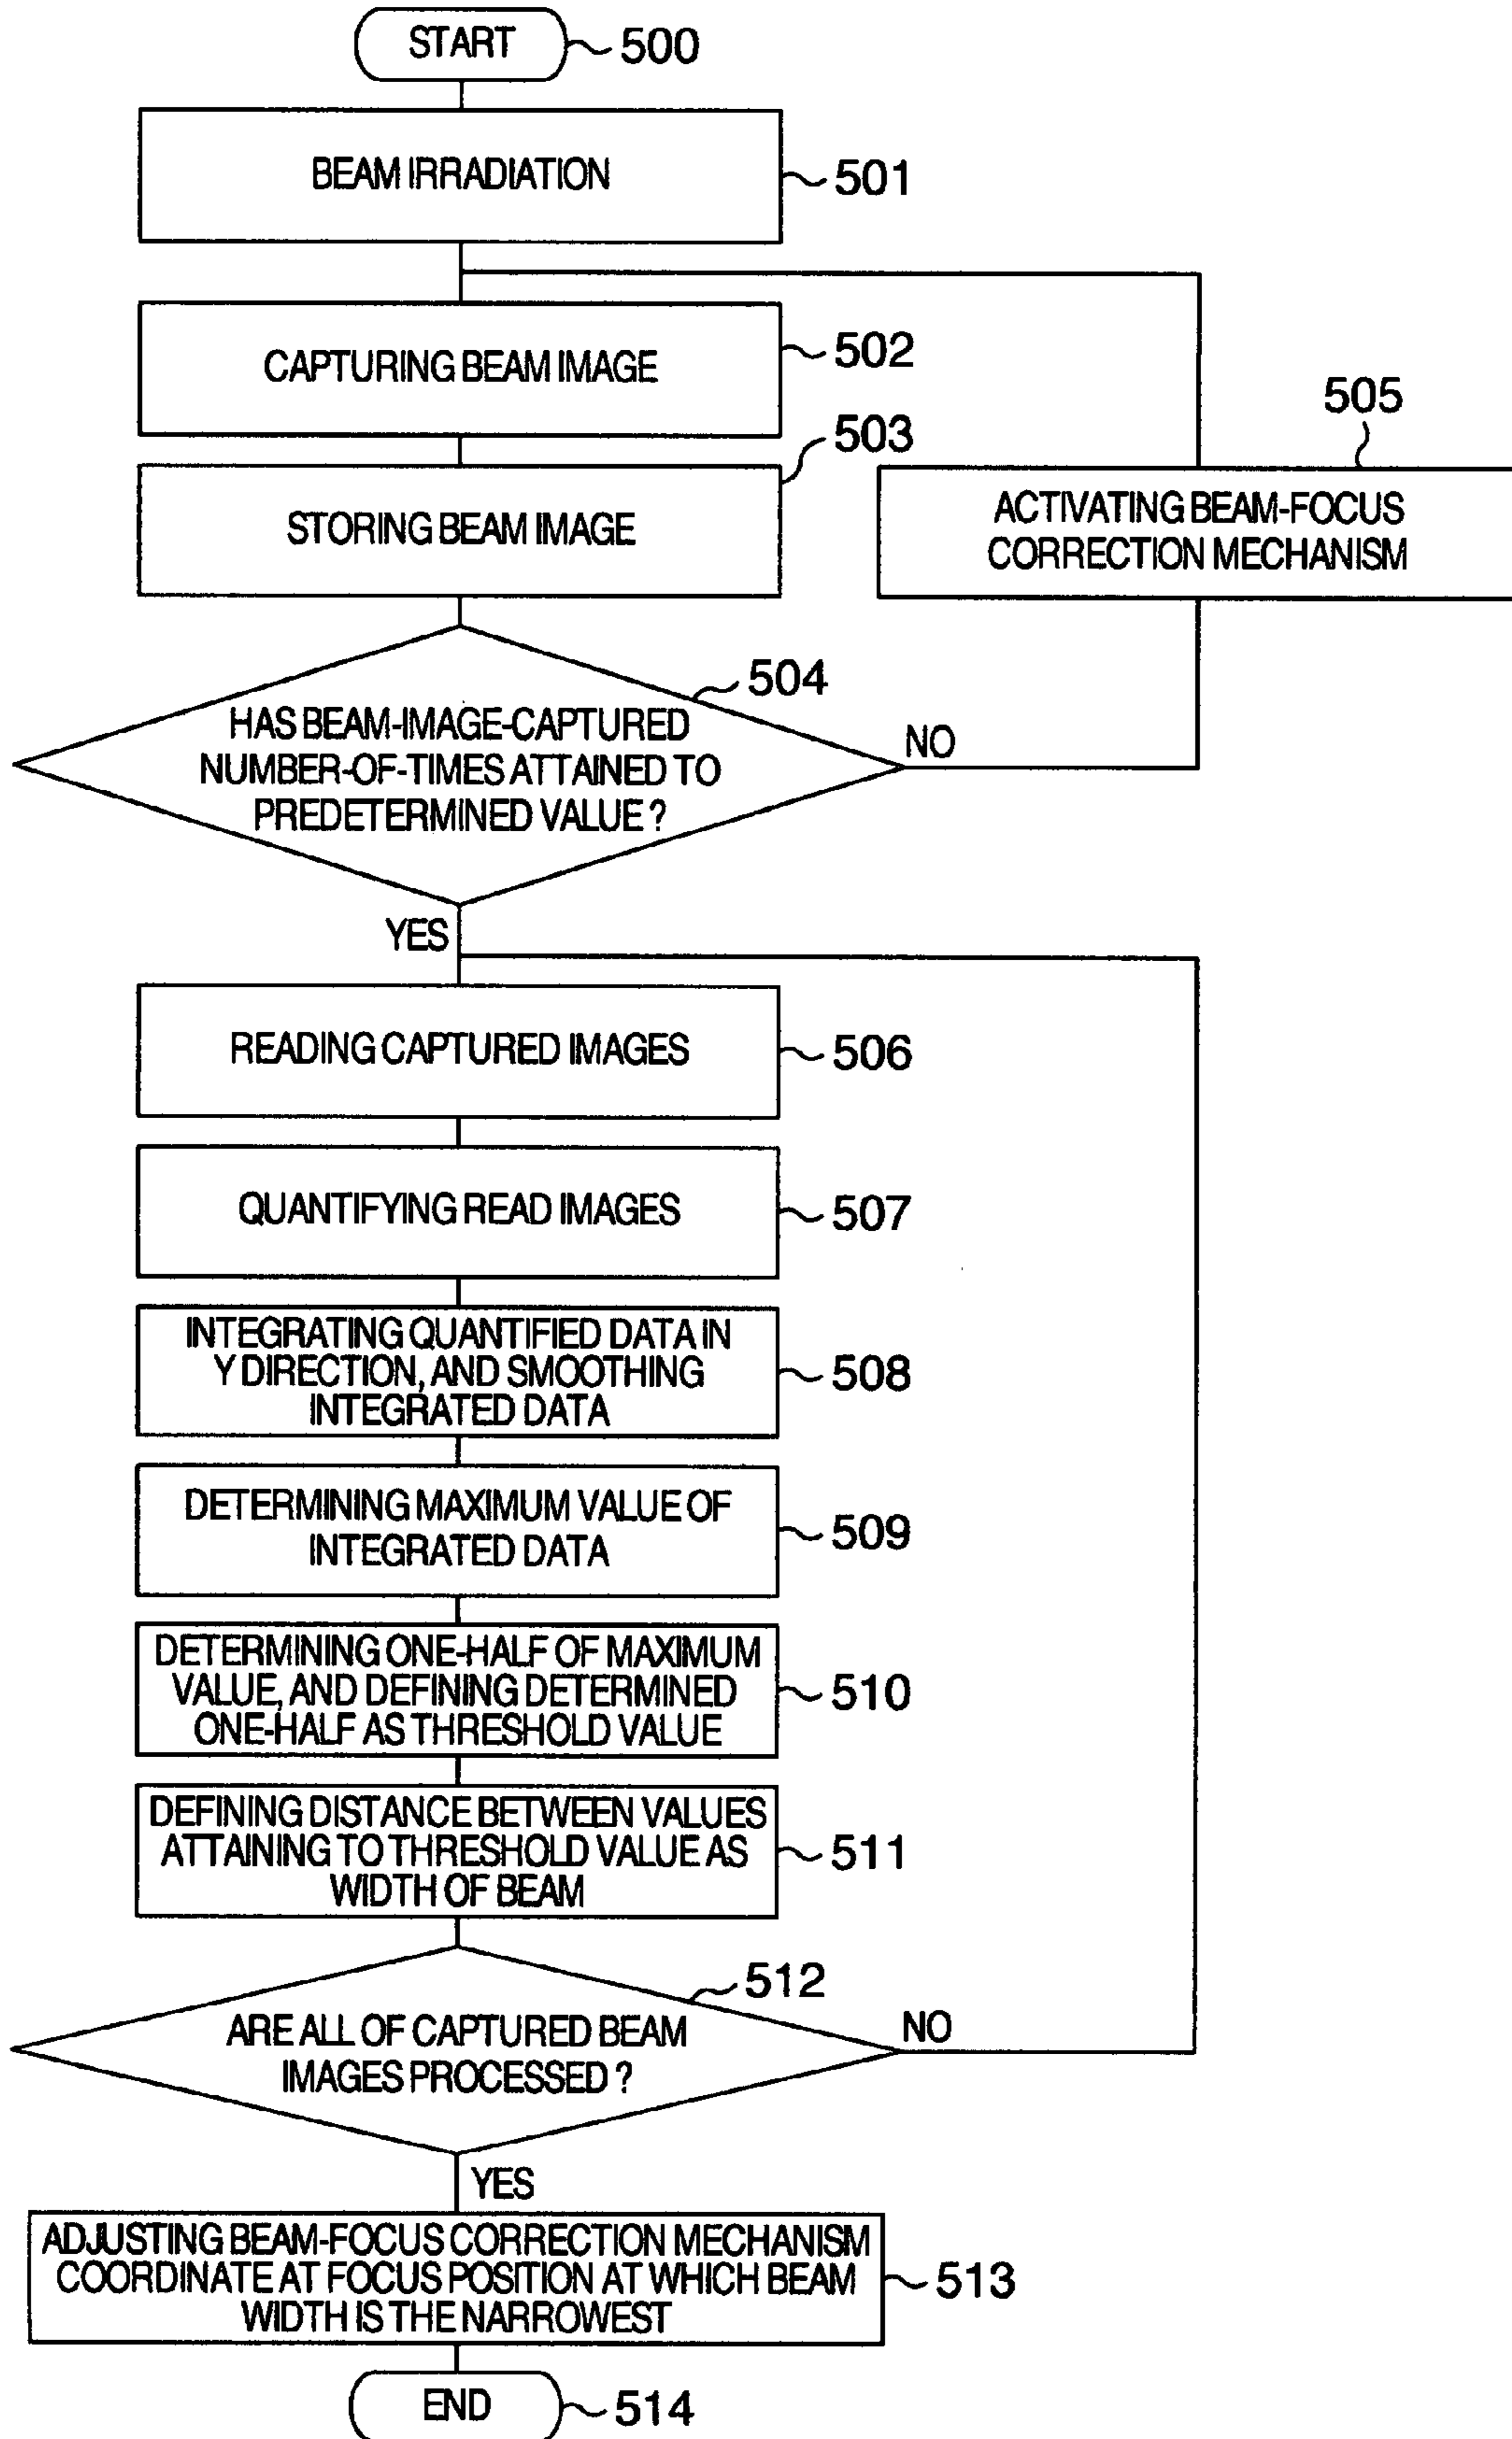 START
500
BEAM IRRADIATION
501
CAPTURING BEAM IMAGE
502
STORING BEAM IMAGE
503
505
ACTIVATING BEAM-FOCUS
CORRECTION MECHANISM
504
HAS BEAM-IMAGE-CAPTURED
NUMBER-OF-TIMES ATTAINED TO
PREDETERMINED VALUE ?
NO
YES
READING CAPTURED IMAGES
506
QUANTIFYING READ IMAGES
507
INTEGRATING QUANTIFIED DATA IN
Y DIRECTION, AND SMOOTHING
INTEGRATED DATA
508
DETERMINING MAXIMUM VALUE OF
INTEGRATED DATA
509
DETERMINING ONE-HALF OF MAXIMUM
VALUE, AND DEFINING DETERMINED
ONE-HALF AS THRESHOLD VALUE
510
DEFINING DISTANCE BETWEEN VALUES
ATTAINING TO THRESHOLD VALUE AS
WIDTH OF BEAM
511
512
ARE ALL OF CAPTURED BEAM
IMAGES PROCESSED ?
NO
YES
ADJUSTING BEAM-FOCUS CORRECTION MECHANISM
COORDINATE AT FOCUS POSITION AT WHICH BEAM
WIDTH IS THE NARROWEST
513
END
514